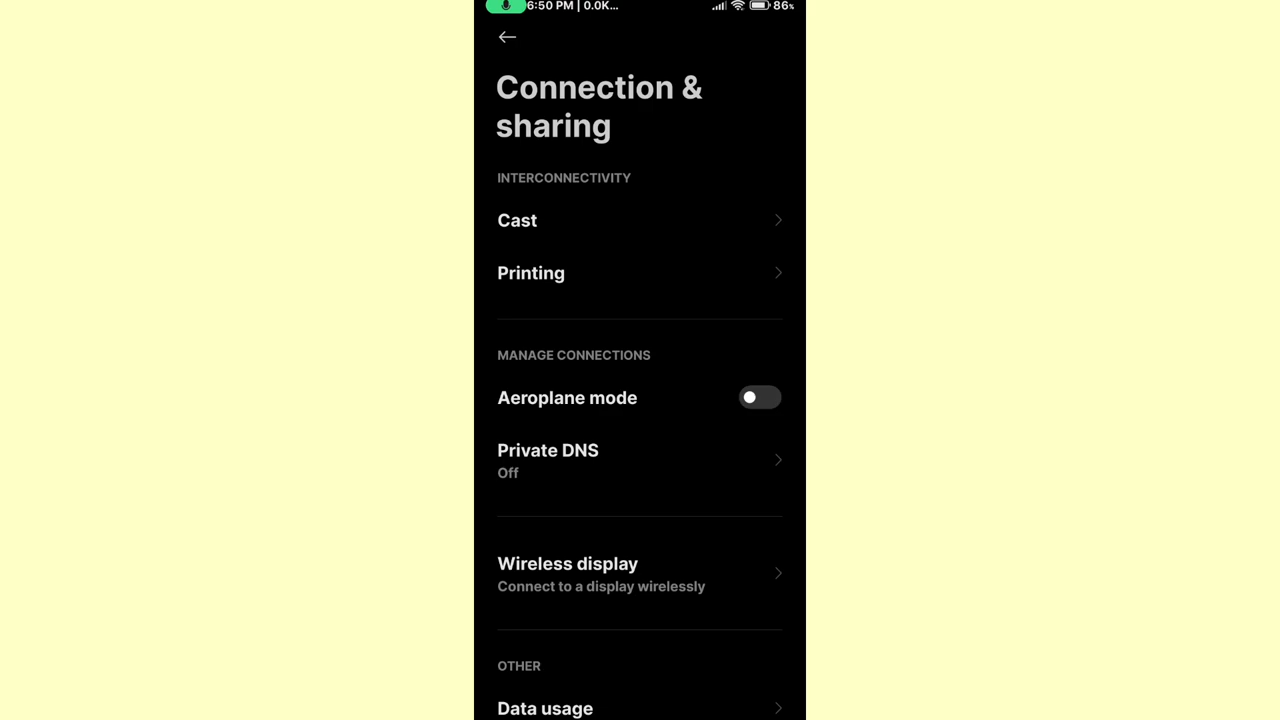 6:50 PM | 0.0K... 86%
Connection &
sharing
INTERCONNECTIVITY
Cast
Printing
MANAGE CONNECTIONS
Aeroplane mode
Private DNS
Off
Wireless display
Connect to a display wirelessly
OTHER
Data usage